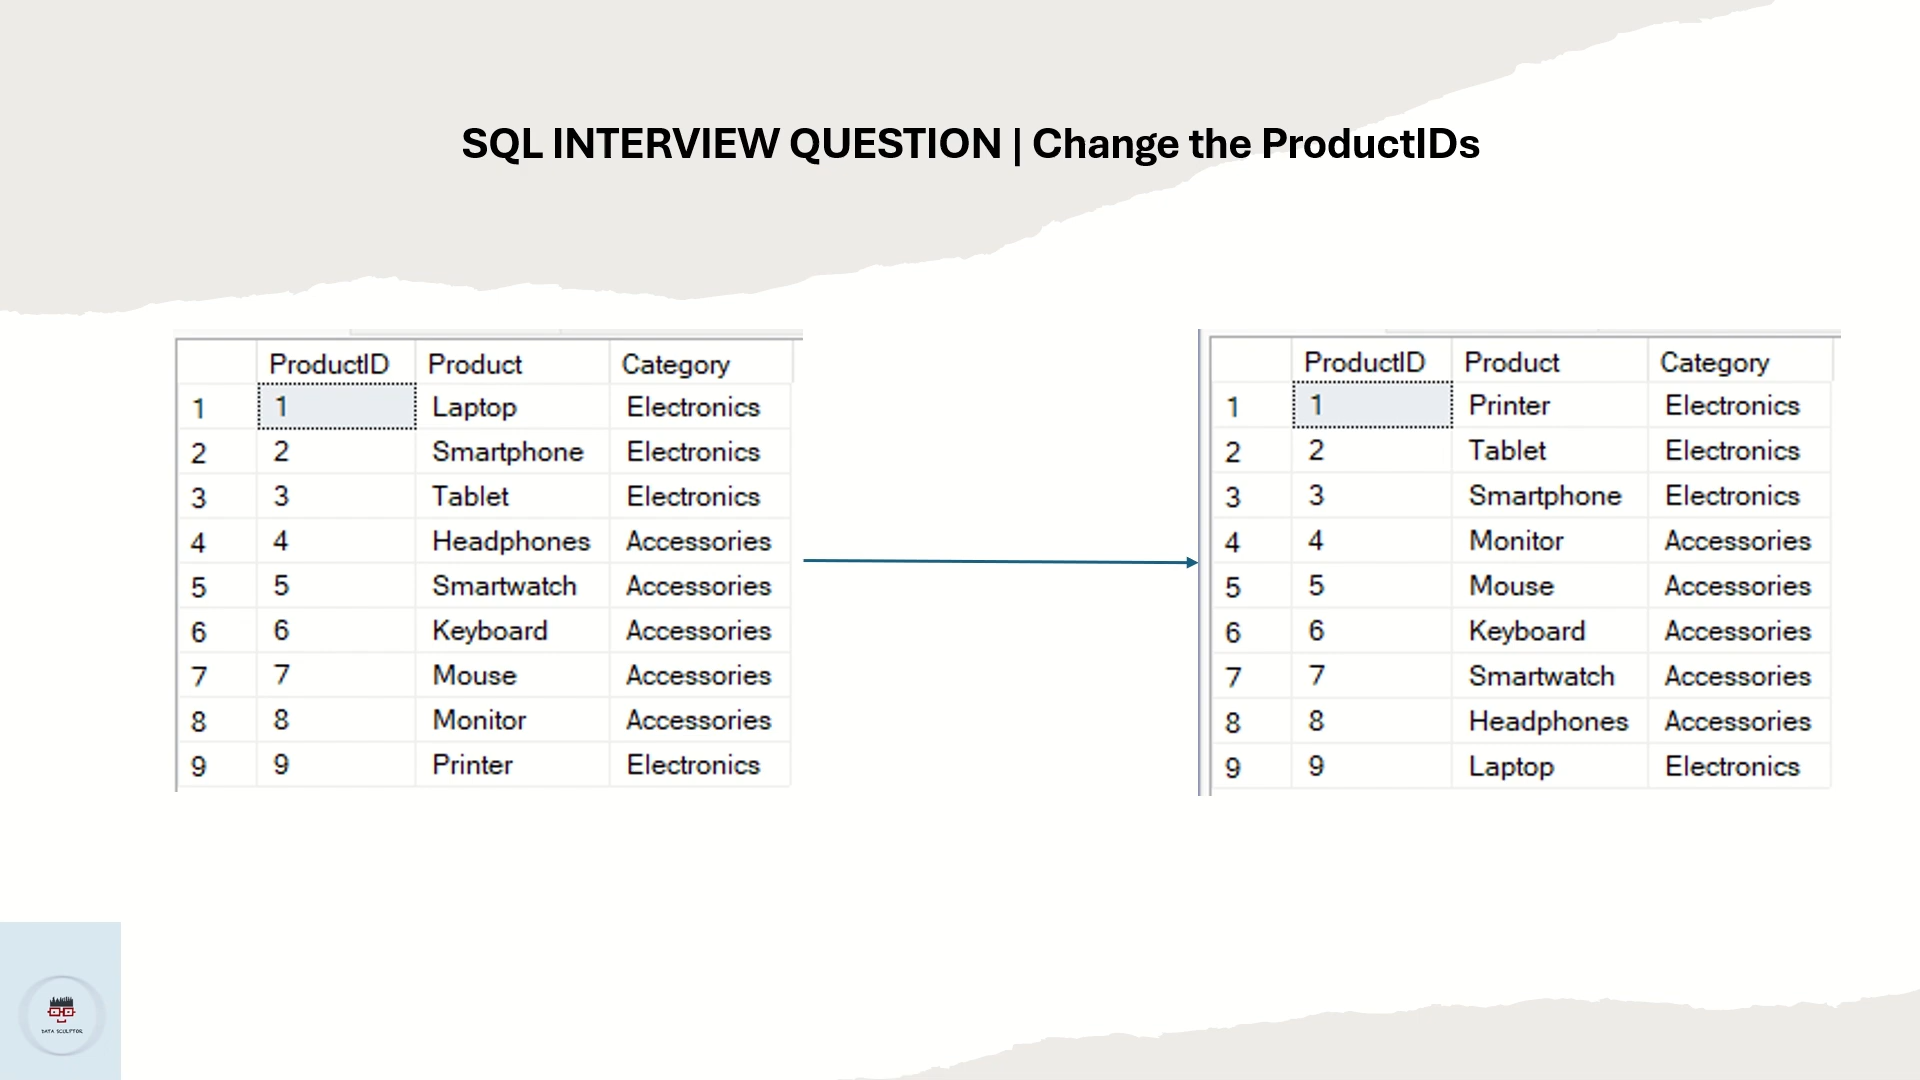 SQL INTERVIEW QUESTION | Change the ProductIDs
ProductID Product Category
1 1 Laptop Electronics
2 2 Smartphone Electronics
3 3 Tablet Electronics
4 4 Headphones Accessories
5 5 Smartwatch Accessories
6 6 Keyboard Accessories
7 7 Mouse Accessories
8 8 Monitor Accessories
9 9 Printer Electronics
ProductID Product Category
1 1 Printer Electronics
2 2 Tablet Electronics
3 3 Smartphone Electronics
4 4 Monitor Accessories
5 5 Mouse Accessories
6 6 Keyboard Accessories
7 7 Smartwatch Accessories
8 8 Headphones Accessories
9 9 Laptop Electronics
DATA SCULPTOR